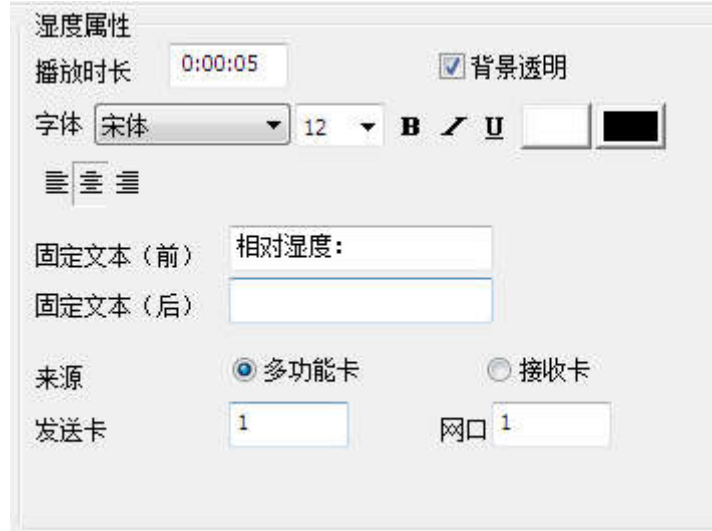 湿度属性
播放时长 0:00:05 背景透明
字体 宋体 12 B I U
固定文本（前） 相对湿度：
固定文本（后）
来源 多功能卡 接收卡
发送卡 1 网口 1